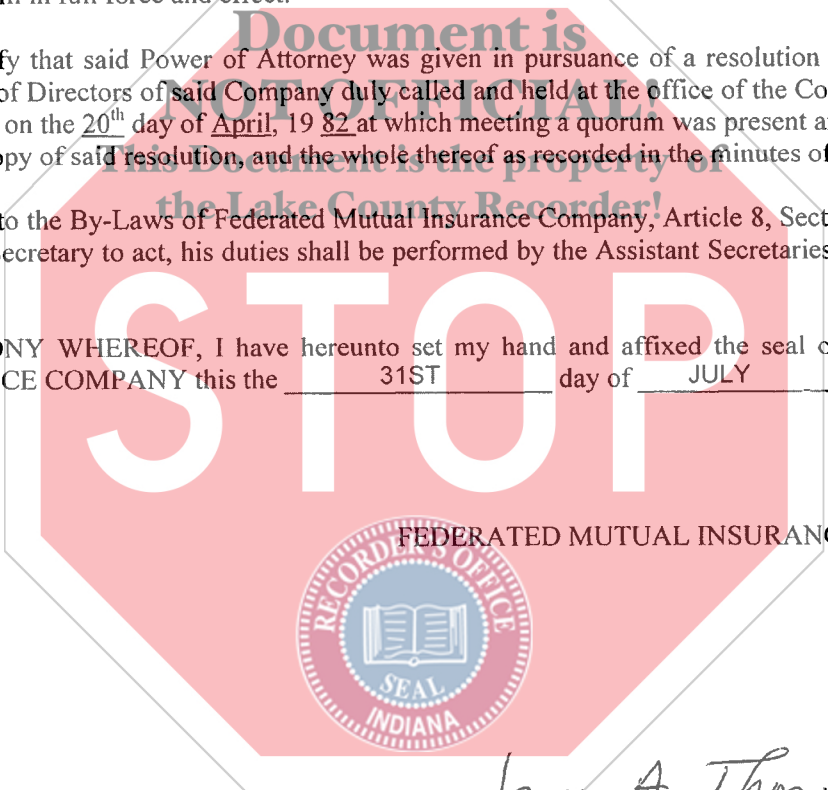 Document is
fy that said Power of Attorney was given in pursuance of a resolution
NOT OFFICIAL!
of Directors of said Company duly called and held at the office of the Co
on the 20th day of April, 19 82 at which meeting a quorum was present a
This Document is the property of
opy of said resolution, and the whole thereof as recorded in the minutes of
the Lake County Recorder!
to the By-Laws of Federated Mutual Insurance Company, Article 8, Sect
ecretary to act, his duties shall be performed by the Assistant Secretaries
STOP
ONY WHEREOF, I have hereunto set my hand and affixed the seal o
CE COMPANY this the 31ST day of JULY
FEDERATED MUTUAL INSURANC
RECORDER'S OFFICE
SEAL
INDIANA